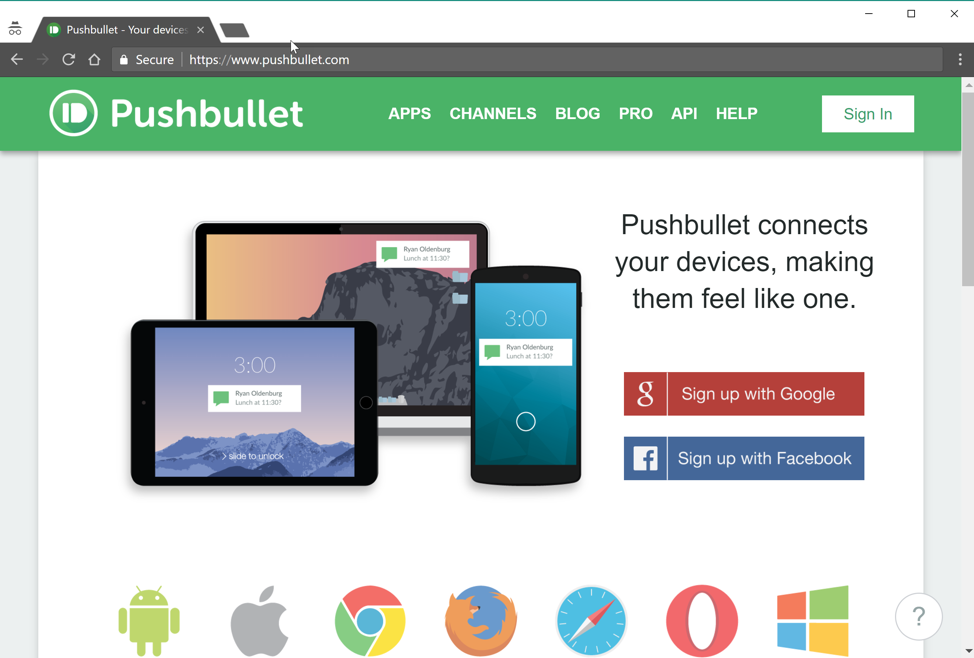 Pushbullet - Your devices
Secure
https://www.pushbullet.com
Pushbullet
APPS
CHANNELS
BLOG
PRO
API
HELP
Sign In
Pushbullet connects
your devices, making
them feel like one.
Ryan Oldenburg
Lunch at 11:30?
3:00
Ryan Oldenburg
Lunch at 11:30?
3:00
Ryan Oldenburg
Lunch at 11:30?
> slide to unlock
g Sign up with Google
f Sign up with Facebook
?